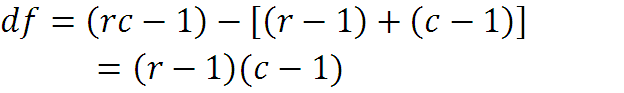 df = (rc − 1) − [(r − 1) + (c − 1)]
= (r − 1)(c − 1)